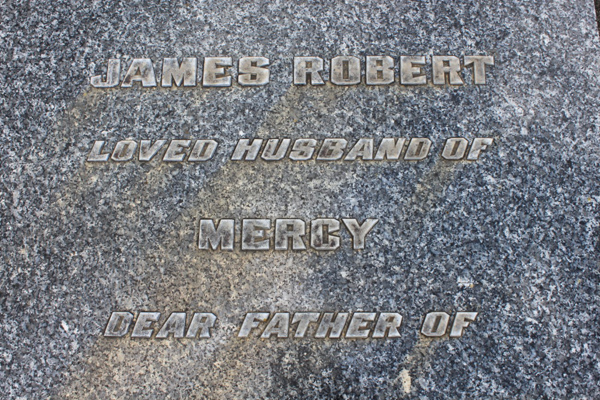 JAMES ROBERT
LOVED HUSBAND OF
MERCY
DEAR FATHER OF